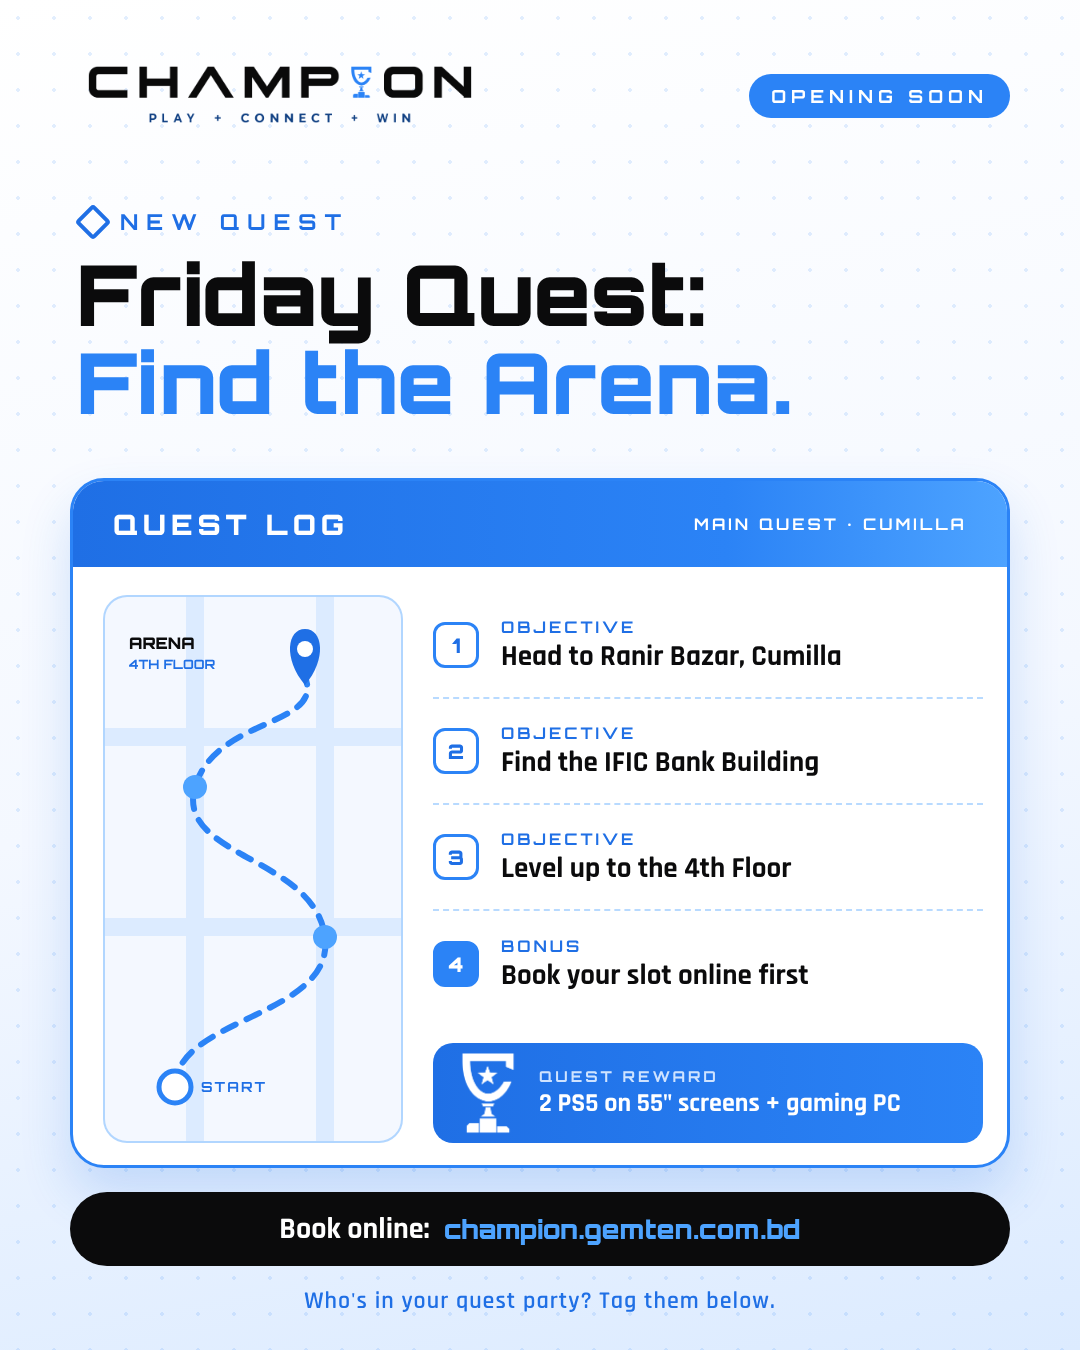 CHAMPION
PLAY + CONNECT + WIN
OPENING SOON
NEW QUEST
Friday Quest:
Find the Arena.
QUEST LOG
MAIN QUEST · CUMILLA
ARENA
4TH FLOOR
START
1
OBJECTIVE
Head to Ranir Bazar, Cumilla
2
OBJECTIVE
Find the IFIC Bank Building
3
OBJECTIVE
Level up to the 4th Floor
4
BONUS
Book your slot online first
QUEST REWARD
2 PS5 on 55" screens + gaming PC
Book online: champion.gemten.com.bd
Who's in your quest party? Tag them below.